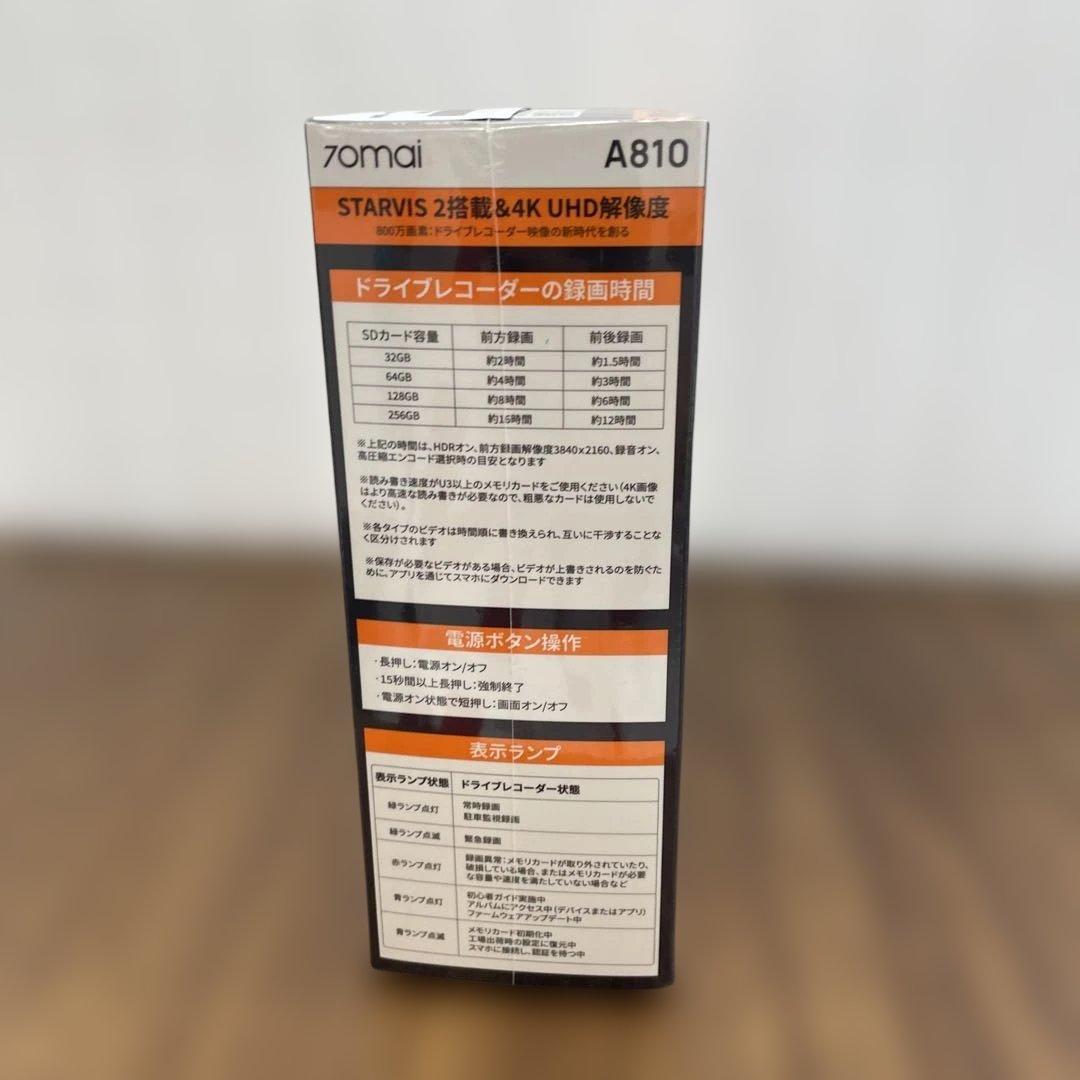 70mai A810
STARVIS 2搭載&4K UHD解像度
800万画素:ドライブレコーダー映像の新時代を創る
ドライブレコーダーの録画時間
SDカード容量 前方録画 前後録画
32GB 約2時間 約1.5時間
64GB 約4時間 約3時間
128GB 約8時間 約6時間
256GB 約16時間 約12時間
※上記の時間は、HDRオン、前方録画解像度3840x2160、録音オン、
高圧縮エンコード選択時の目安となります
※読み書き速度がU3以上のメモリカードをご使用ください(4K画像
はより高速な読み書きが必要なので、粗悪なカードは使用しないで
ください)。
※各タイプのビデオは時間順に書き換えられ、互いに干渉することな
く区分けされます
※保存が必要なビデオがある場合、ビデオが上書きされるのを防ぐた
めに、アプリを通じてスマホにダウンロードできます
電源ボタン操作
・長押し:電源オン/オフ
・15秒間以上長押し:強制終了
・電源オン状態で短押し:画面オン/オフ
表示ランプ
表示ランプ状態 ドライブレコーダー状態
緑ランプ点灯 常時録画
駐車監視録画
緑ランプ点滅 緊急録画
赤ランプ点灯 録画異常:メモリカードが取り外されていたり、
破損している場合、またはメモリカードが必要
な容量や速度を満たしていない場合など
青ランプ点灯 初心者ガイド実施中
アルバムにアクセス中(デバイスまたはアプリ)
ファームウェアアップデート中
青ランプ点滅 メモリカード初期化中
工場出荷時の設定に復元中
スマホに接続し、認証を待つ中